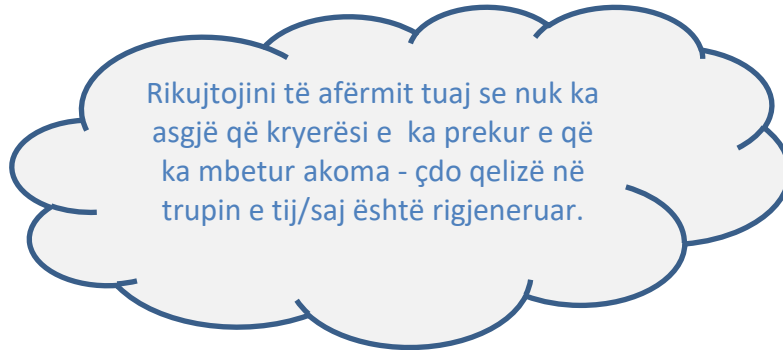 Rikujtojini të afërmit tuaj se nuk ka
asgjë që kryerësi e ka prekur e që
ka mbetur akoma - çdo qelizë në
trupin e tij/saj është rigjeneruar.